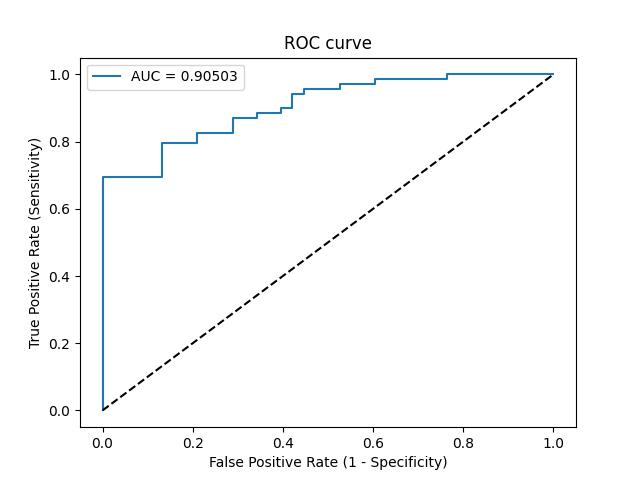 ROC curve
AUC = 0.90503
1.0
0.8
0.6
0.4
0.2
0.0
True Positive Rate (Sensitivity)
0.0 0.2 0.4 0.6 0.8 1.0
False Positive Rate (1 - Specificity)